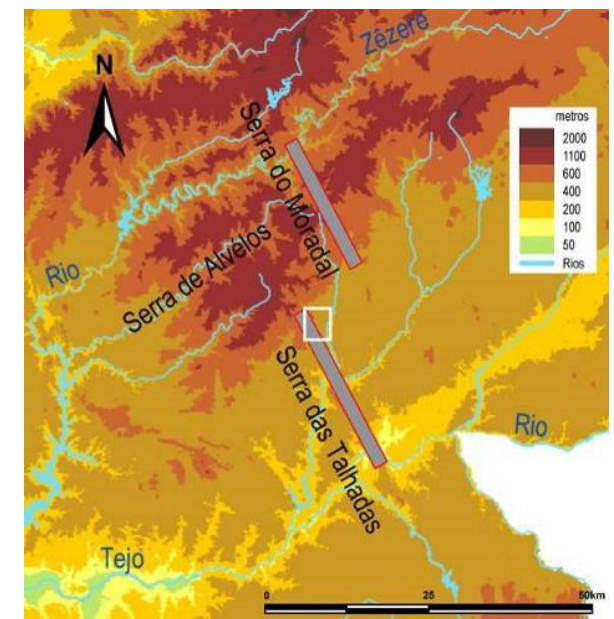 Zêzere
N
metros
2000
1100
600
400
200
100
50
Rios
Serra do Moradal
Rio
Serra de Alvélos
Serra das Talhadas
Rio
Tejo
0 25 50km